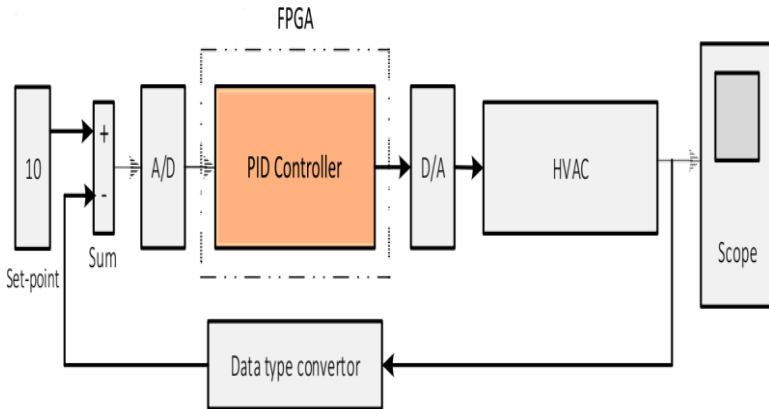 FPGA
10
+
-
A/D
PID Controller
D/A
HVAC
Scope
Sum
Set-point
Data type convertor